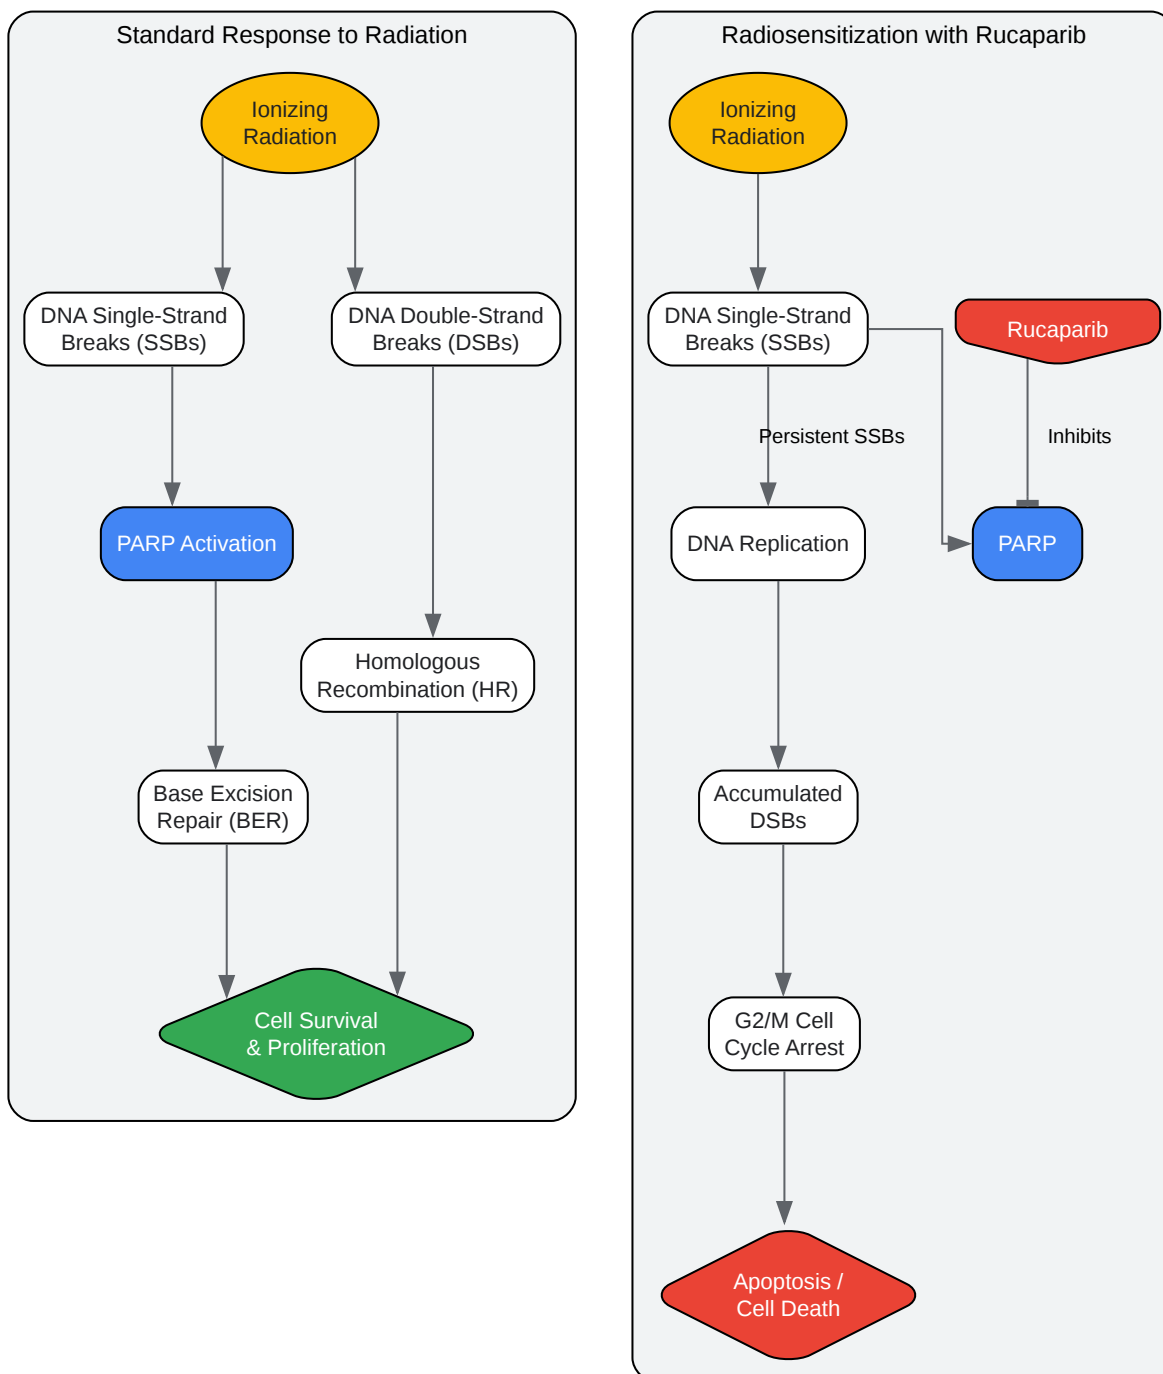 Standard Response to Radiation
Ionizing
Radiation
DNA Single-Strand
Breaks (SSBs)
DNA Double-Strand
Breaks (DSBs)
PARP Activation
Homologous
Recombination (HR)
Base Excision
Repair (BER)
Cell Survival
& Proliferation
Radiosensitization with Rucaparib
Ionizing
Radiation
DNA Single-Strand
Breaks (SSBs)
Rucaparib
Persistent SSBs
Inhibits
DNA Replication
PARP
Accumulated
DSBs
G2/M Cell
Cycle Arrest
Apoptosis /
Cell Death